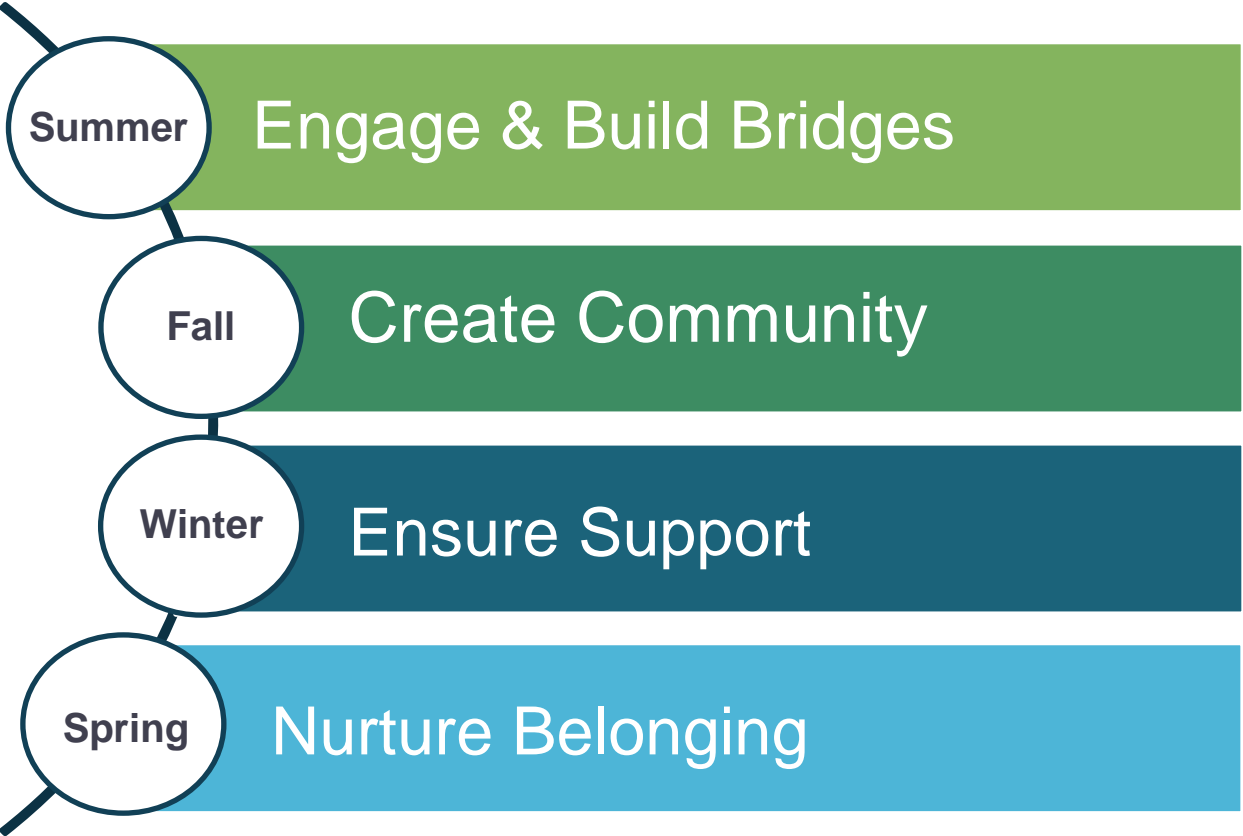 Summer
Engage & Build Bridges
Fall
Create Community
Winter
Ensure Support
Spring
Nurture Belonging